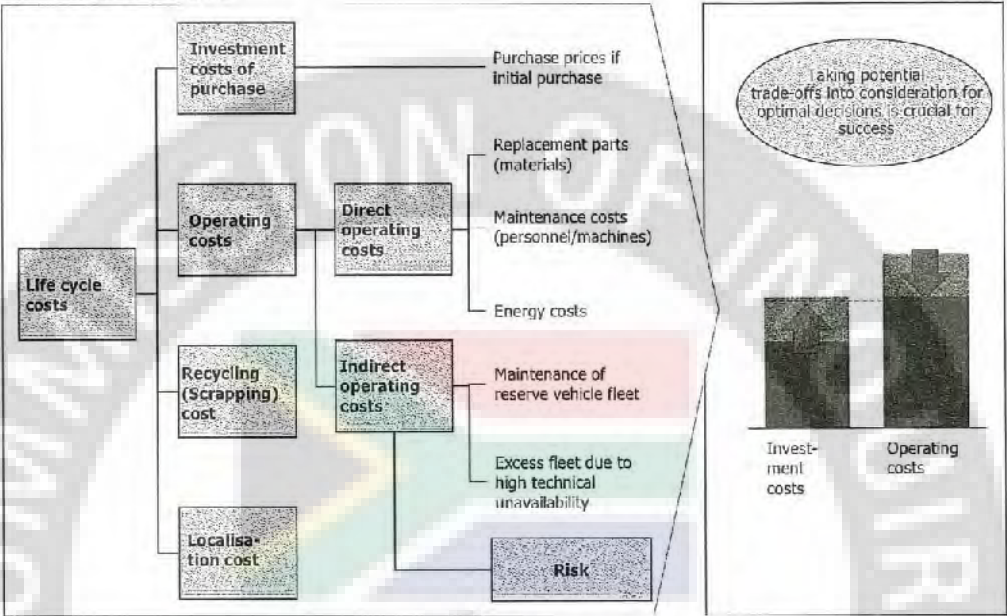 Investment
costs of
purchase
Purchase prices if
initial purchase
Taking potential
trade-offs into consideration for
optimal decisions is crucial for
success
Replacement parts
(materials)
Operating
costs
Direct
operating
costs
Maintenance costs
(personnel/machines)
Life cycle
costs
Energy costs
Recycling
(Scrapping)
cost
Indirect
operating
costs
Maintenance of
reserve vehicle fleet
Excess fleet due to
high technical
unavailability
Invest-
ment
costs
Operating
costs
Localisa-
tion cost
Risk